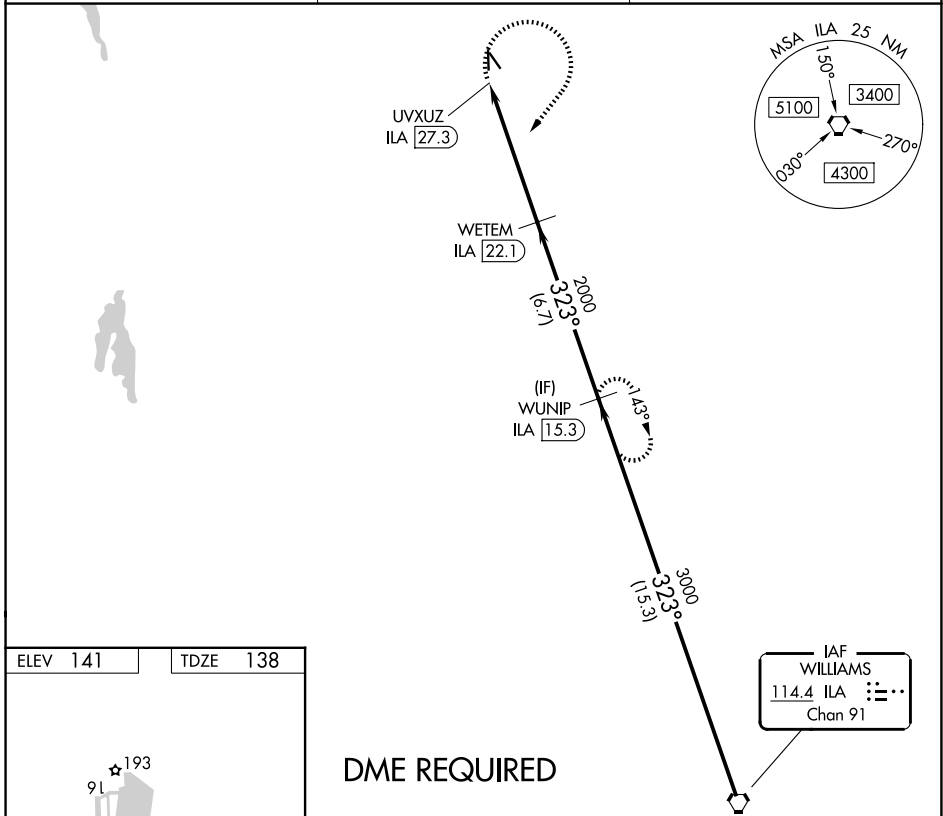 MSA ILA 25 NM
150°
5100
3400
270°
030°
4300
UVXUZ
ILA 27.3
WETEM
ILA 22.1
2000
323°
(6.7)
(IF)
WUNIP
ILA 15.3
143°
3000
323°
(15.3)
IAF
WILLIAMS
114.4 ILA
Chan 91
ELEV 141
TDZE 138
193
16
DME REQUIRED